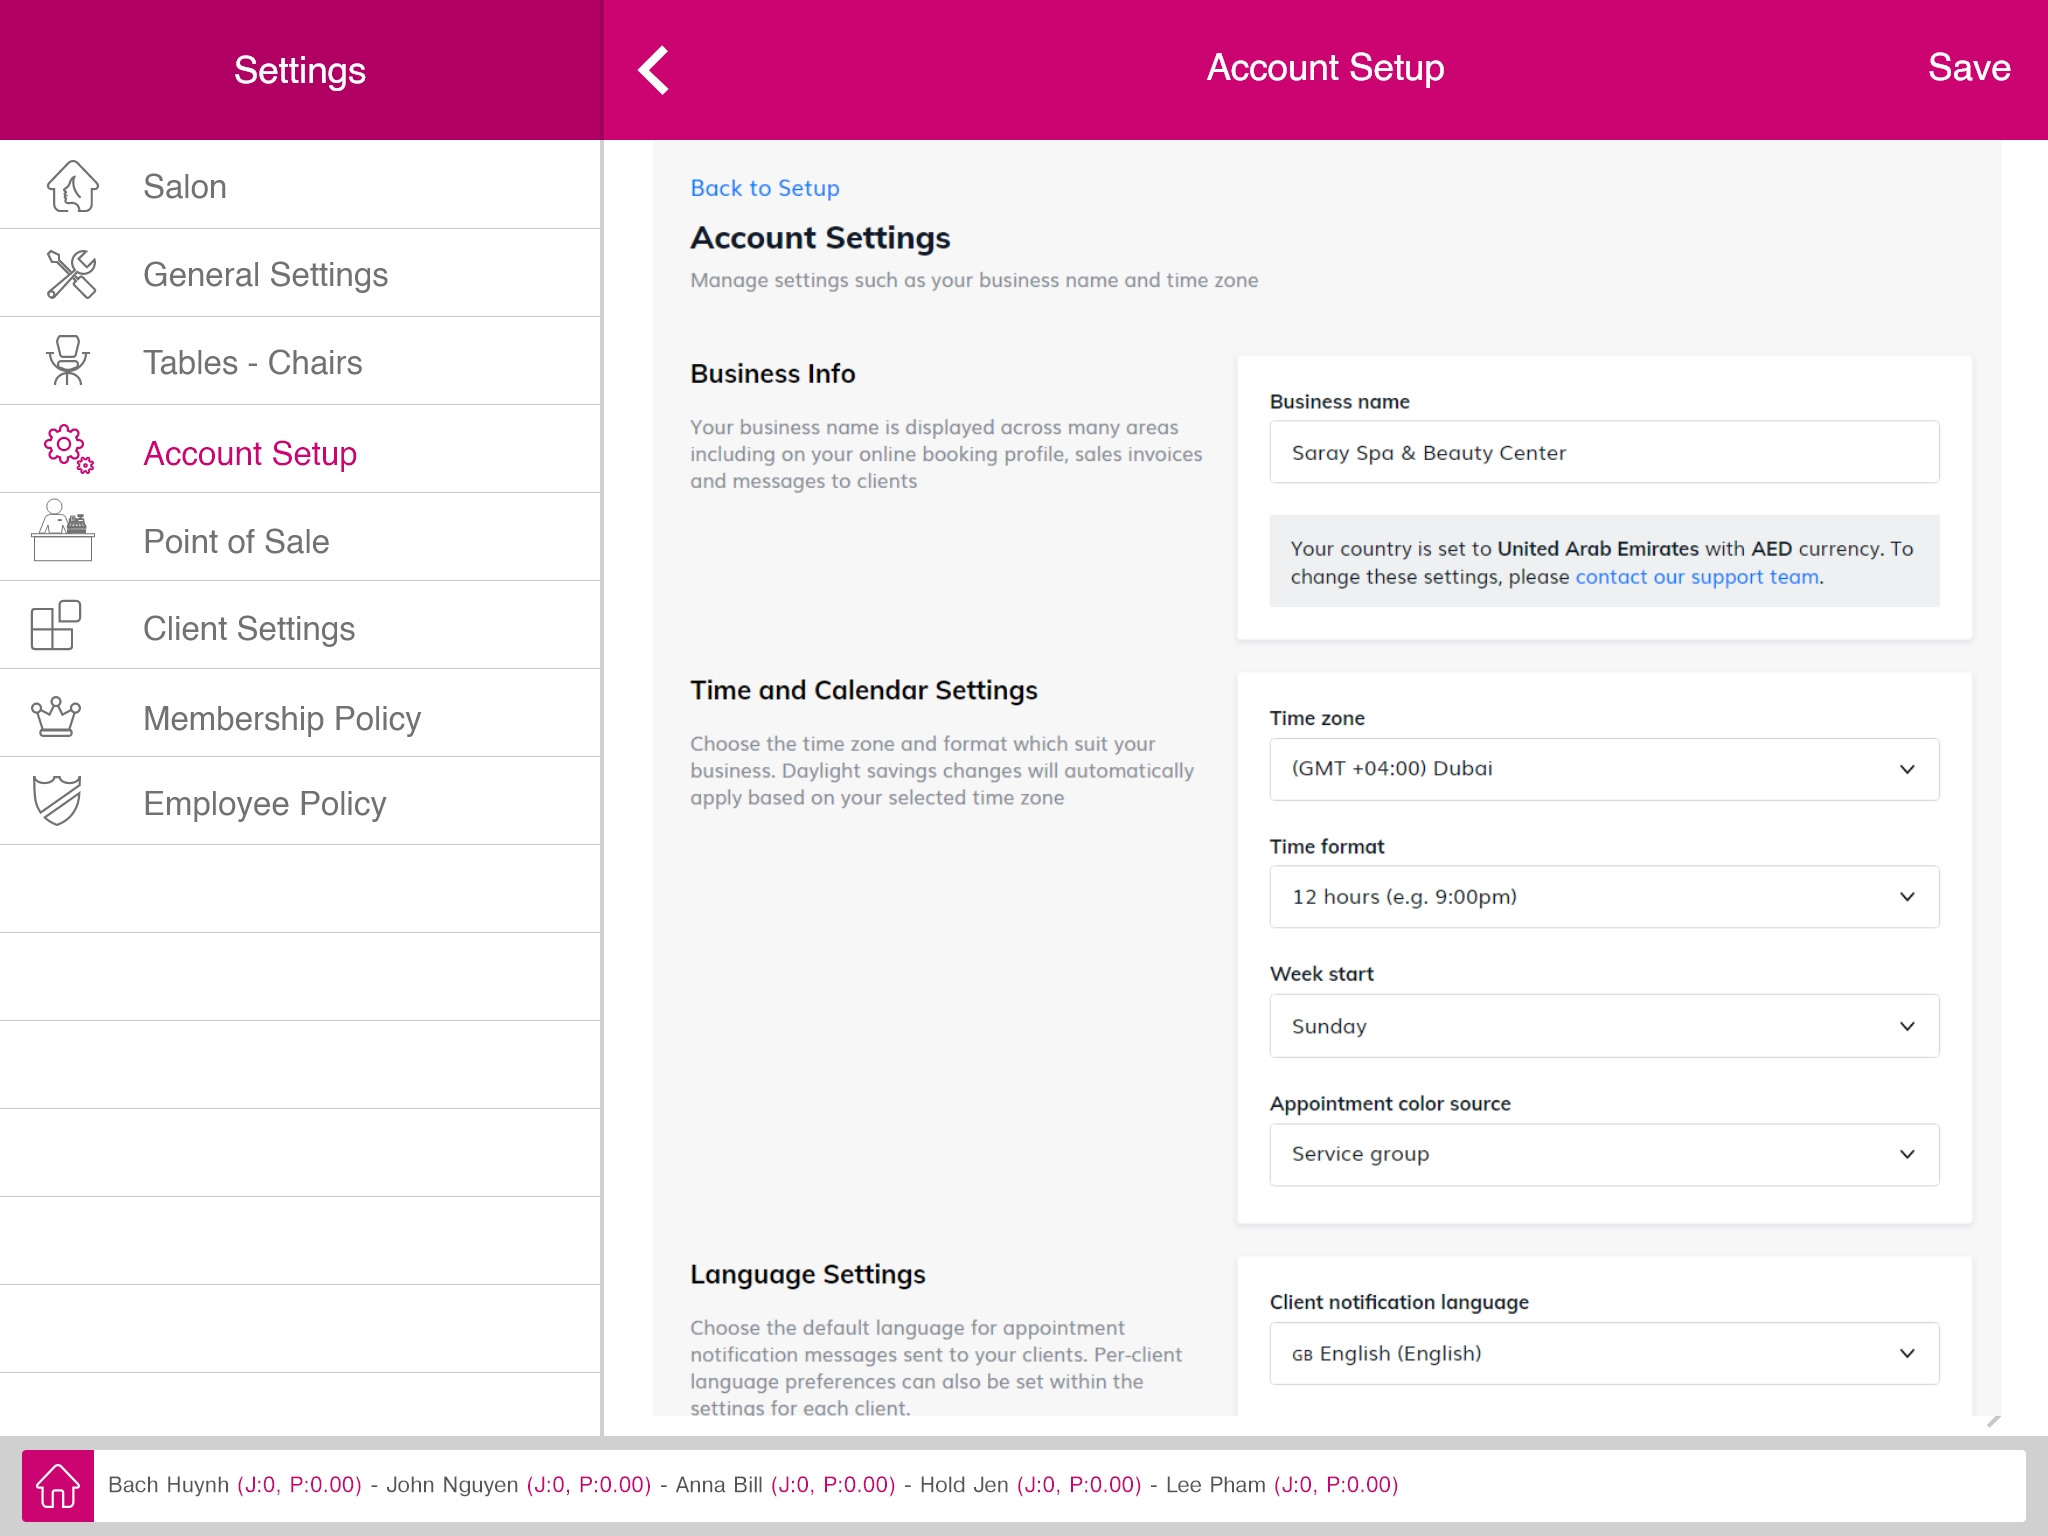 Settings
Account Setup
Save
Salon
General Settings
Tables - Chairs
Account Setup
Point of Sale
Client Settings
Membership Policy
Employee Policy
Back to Setup
Account Settings
Manage settings such as your business name and time zone
Business Info
Your business name is displayed across many areas
including on your online booking profile, sales invoices
and messages to clients
Business name
Saray Spa & Beauty Center
Your country is set to United Arab Emirates with AED currency. To
change these settings, please contact our support team.
Time and Calendar Settings
Choose the time zone and format which suit your
business. Daylight savings changes will automatically
apply based on your selected time zone
Time zone
(GMT +04:00) Dubai
Time format
12 hours (e.g. 9:00pm)
Week start
Sunday
Appointment color source
Service group
Language Settings
Choose the default language for appointment
notification messages sent to your clients. Per-client
language preferences can also be set within the
settings for each client.
Client notification language
GB English (English)
Bach Huynh (J:0, P:0.00) - John Nguyen (J:0, P:0.00) - Anna Bill (J:0, P:0.00) - Hold Jen (J:0, P:0.00) - Lee Pham (J:0, P:0.00)